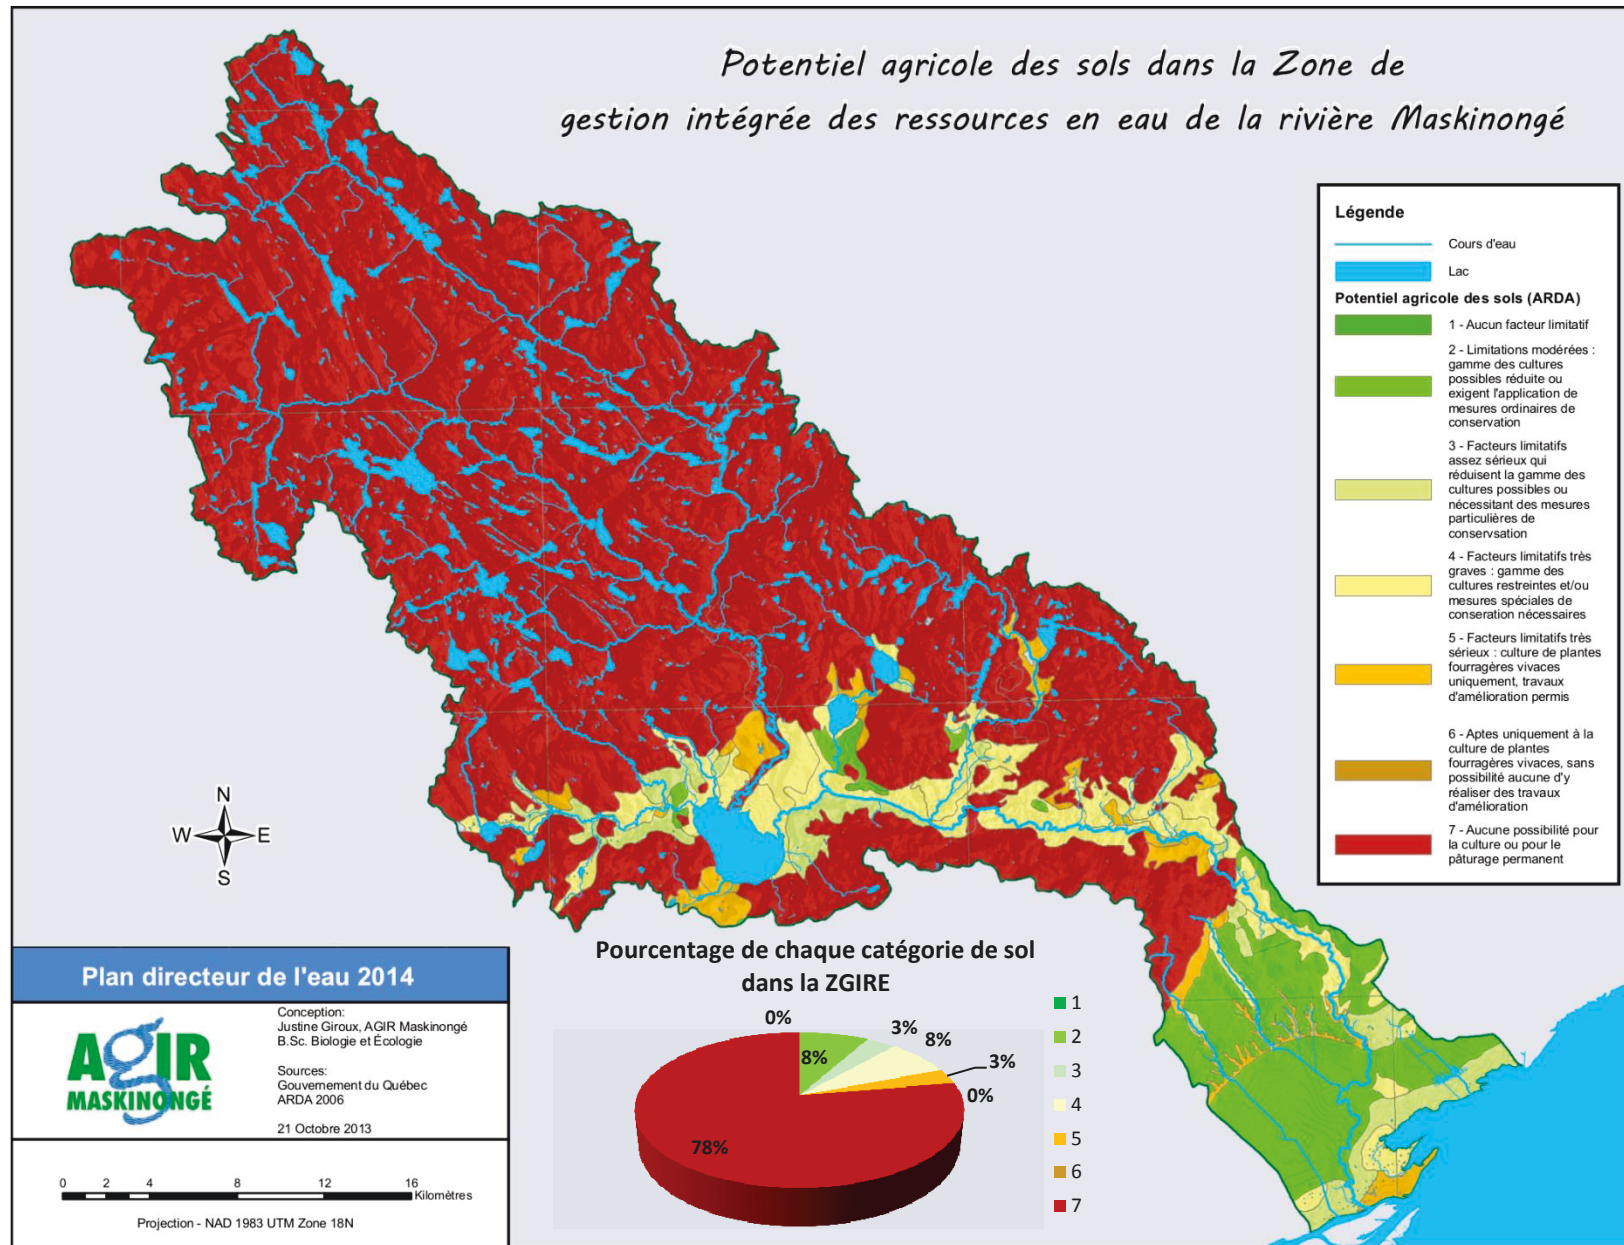 Potentiel agricole des sols dans la Zone de
gestion intégrée des ressources en eau de la rivière Maskinongé
Légende
Cours d'eau
Lac
Potentiel agricole des sols (ARDA)
1 - Aucun facteur limitatif
2 - Limitations modérées :
gamme des cultures
possibles réduite ou
exigent l'application de
mesures ordinaires de
conservation
3 - Facteurs limitatifs
assez sérieux qui
réduisent la gamme des
cultures possibles ou
nécessitant des mesures
particulières de
conservsation
4 - Facteurs limitatifs très
graves : gamme des
cultures restreintes et/ou
mesures spéciales de
conseration nécessaires
5 - Facteurs limitatifs très
sérieux : culture de plantes
fourragères vivaces
uniquement, travaux
d'amélioration permis
6 - Aptes uniquement à la
culture de plantes
fourragères vivaces, sans
possibilité aucune d'y
réaliser des travaux
d'amélioration
7 - Aucune possibilité pour
la culture ou pour le
pâturage permanent
N
W E
S
Plan directeur de l'eau 2014
AGIR
MASKINONGÉ
Conception:
Justine Giroux, AGIR Maskinongé
B.Sc. Biologie et Écologie
Sources:
Gouvernement du Québec
ARDA 2006
21 Octobre 2013
0 2 4 8 12 16
Kilomètres
Projection - NAD 1983 UTM Zone 18N
Pourcentage de chaque catégorie de sol
dans la ZGIRE
0%
8%
3%
8%
3%
0%
78%
1
2
3
4
5
6
7